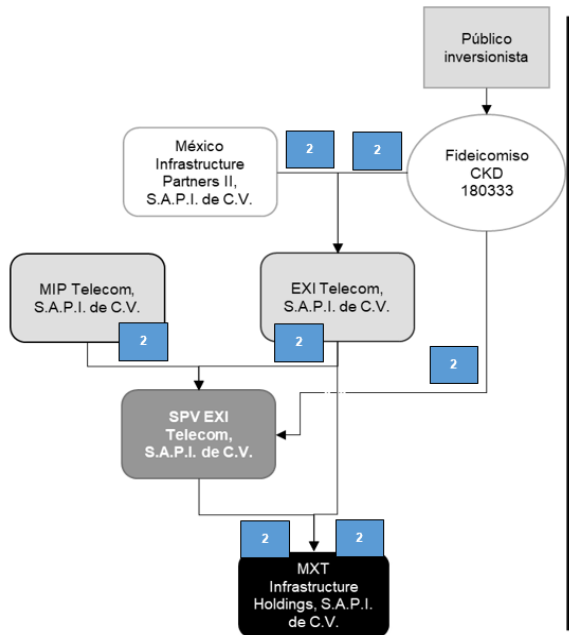 Público
inversionista
México
Infrastructure
Partners II,
S.A.P.I. de C.V.
2
2
Fideicomiso
CKD
180333
MIP Telecom,
S.A.P.I. de C.V.
2
EXI Telecom,
S.A.P.I. de C.V.
2
2
SPV EXI
Telecom,
S.A.P.I. de C.V.
2
2
MXT
Infrastructure
Holdings, S.A.P.I.
de C.V.